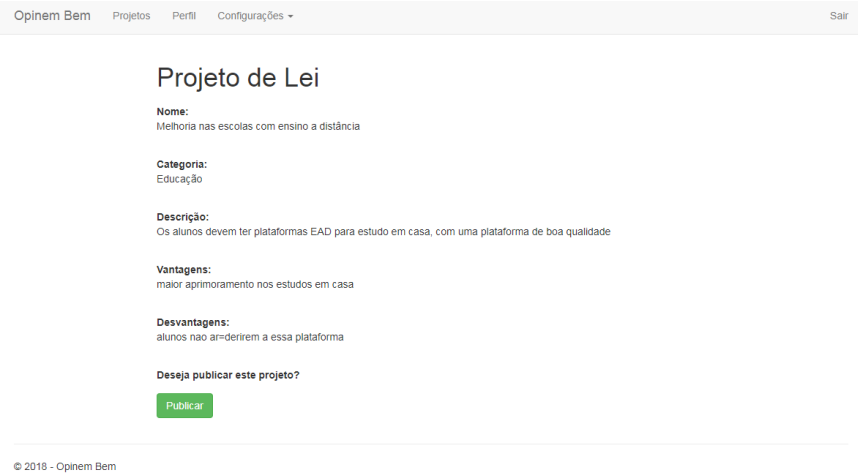 Opinem Bem Projetos Perfil Configurações Sair
Projeto de Lei
Nome:
Melhoria nas escolas com ensino a distância
Categoria:
Educação
Descrição:
Os alunos devem ter plataformas EAD para estudo em casa, com uma plataforma de boa qualidade
Vantagens:
maior aprimoramento nos estudos em casa
Desvantagens:
alunos nao ar=derirem a essa plataforma
Deseja publicar este projeto?
Publicar
© 2018 - Opinem Bem